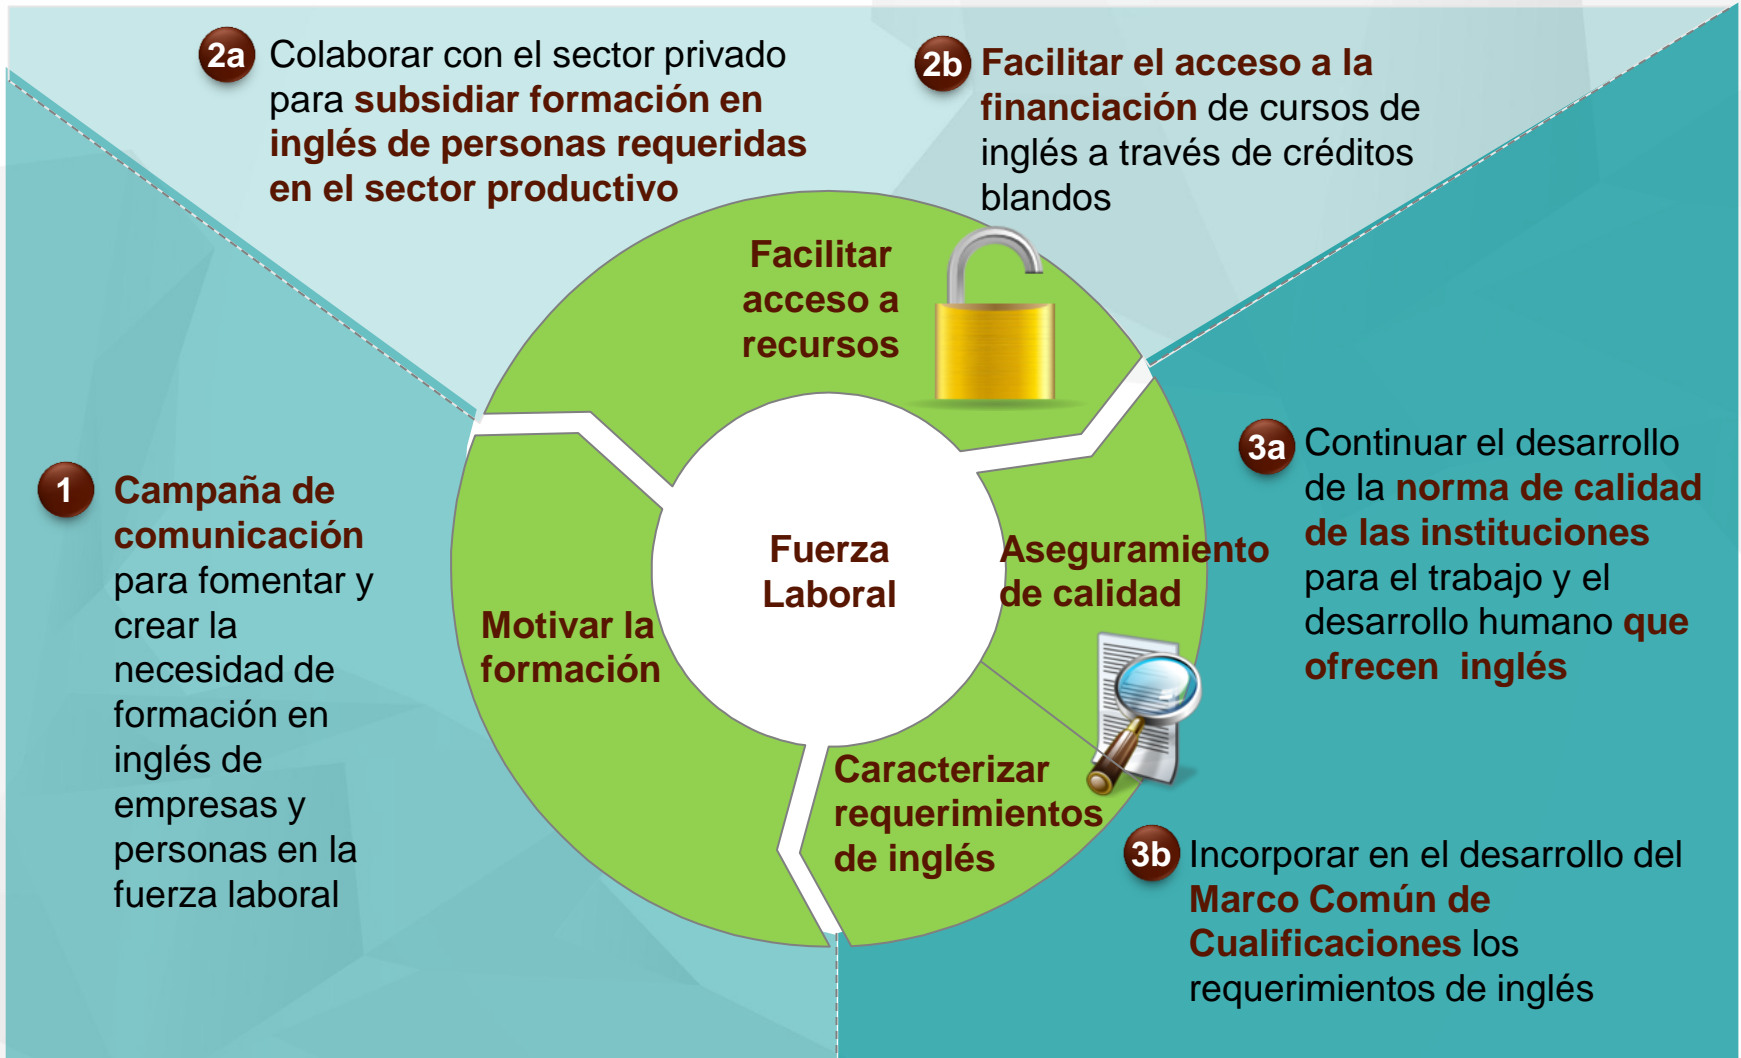 2a
Colaborar con el sector privado
para subsidiar formación en
inglés de personas requeridas
en el sector productivo
2b
Facilitar el acceso a la
financiación de cursos de
inglés a través de créditos
blandos
Facilitar
acceso a
recursos
1
Campaña de
comunicación
para fomentar y
crear la
necesidad de
formación en
inglés de
empresas y
personas en la
fuerza laboral
Motivar la
formación
Fuerza
Laboral
Aseguramiento
de calidad
3a
Continuar el desarrollo
de la norma de calidad
de las instituciones
para el trabajo y el
desarrollo humano que
ofrecen  inglés
Caracterizar
requerimientos
de inglés
3b
Incorporar en el desarrollo del
Marco Común de
Cualificaciones los
requerimientos de inglés